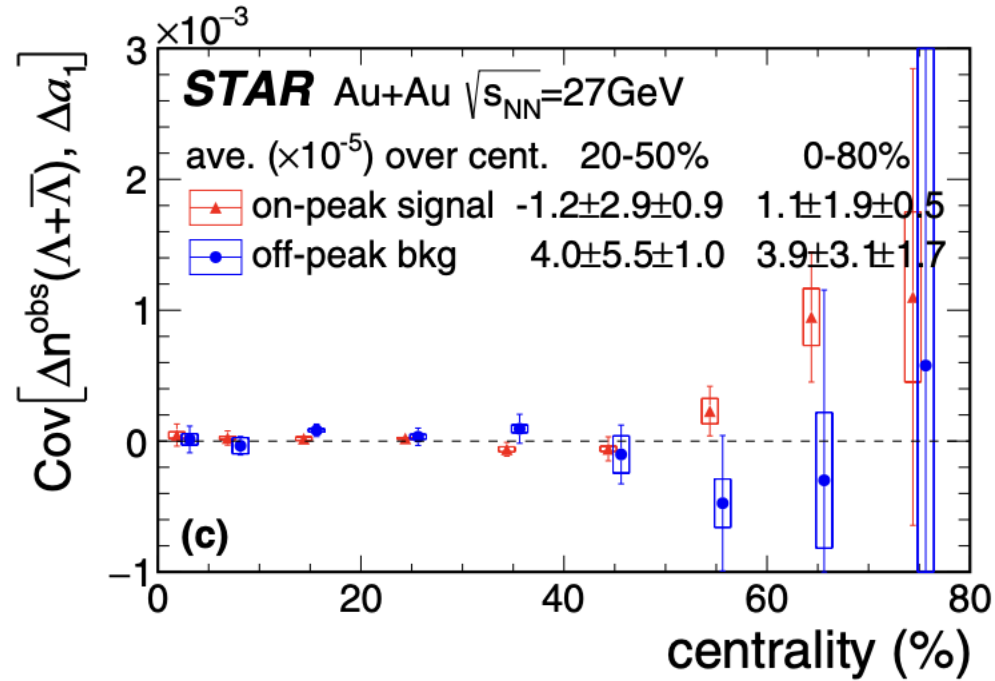 ×10⁻³
STAR Au+Au √sNN=27GeV
ave. (×10⁻⁵) over cent. 20-50% 0-80%
on-peak signal -1.2±2.9±0.9 1.1±1.9±0.5
off-peak bkg 4.0±5.5±1.0 3.9±3.1±1.7
(c)
3
2
1
0
−1
0 20 40 60 80
centrality (%)
Cov[Δnobs(Λ+Λ̅), Δa1]